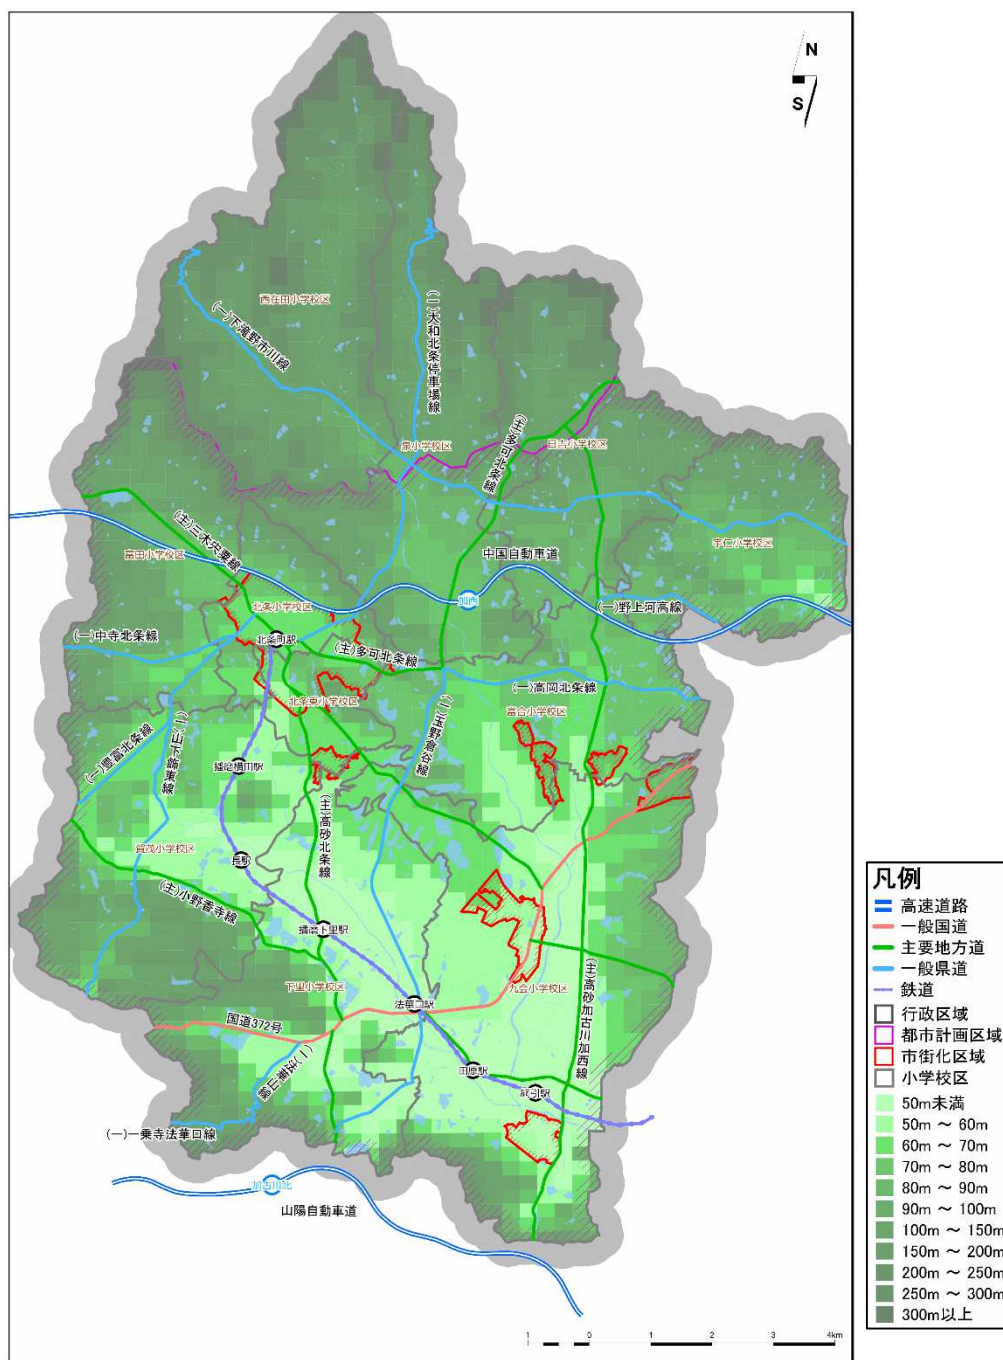 N
S
西在田小学校区
(一)下滝野市川線
(一)大和北条停車場線
泉小学校区
(主)多可北条線
日吉小学校区
(主)三木宍粟線
富田小学校区
中国自動車道
宇仁小学校区
加西
(一)野上河高線
北条小学校区
(一)中寺北条線
北条町駅
(主)多可北条線
(一)高岡北条線
北条東小学校区
富合小学校区
(一)玉野倉谷線
(一)豊富北条線
(一)山下飾東線
播磨横田駅
(主)高砂北条線
賀茂小学校区
長駅
(主)小野香寺線
播磨下里駅
下里小学校区
九会小学校区
(主)高砂加古川加西線
法華口駅
国道372号
(一)法華山線
田原駅
網引駅
(一)一乗寺法華口線
加古川北
山陽自動車道
1 0 1 2 3 4km
凡例
高速道路
一般国道
主要地方道
一般県道
鉄道
行政区域
都市計画区域
市街化区域
小学校区
50m未満
50m ～ 60m
60m ～ 70m
70m ～ 80m
80m ～ 90m
90m ～ 100m
100m ～ 150m
150m ～ 200m
200m ～ 250m
250m ～ 300m
300m以上